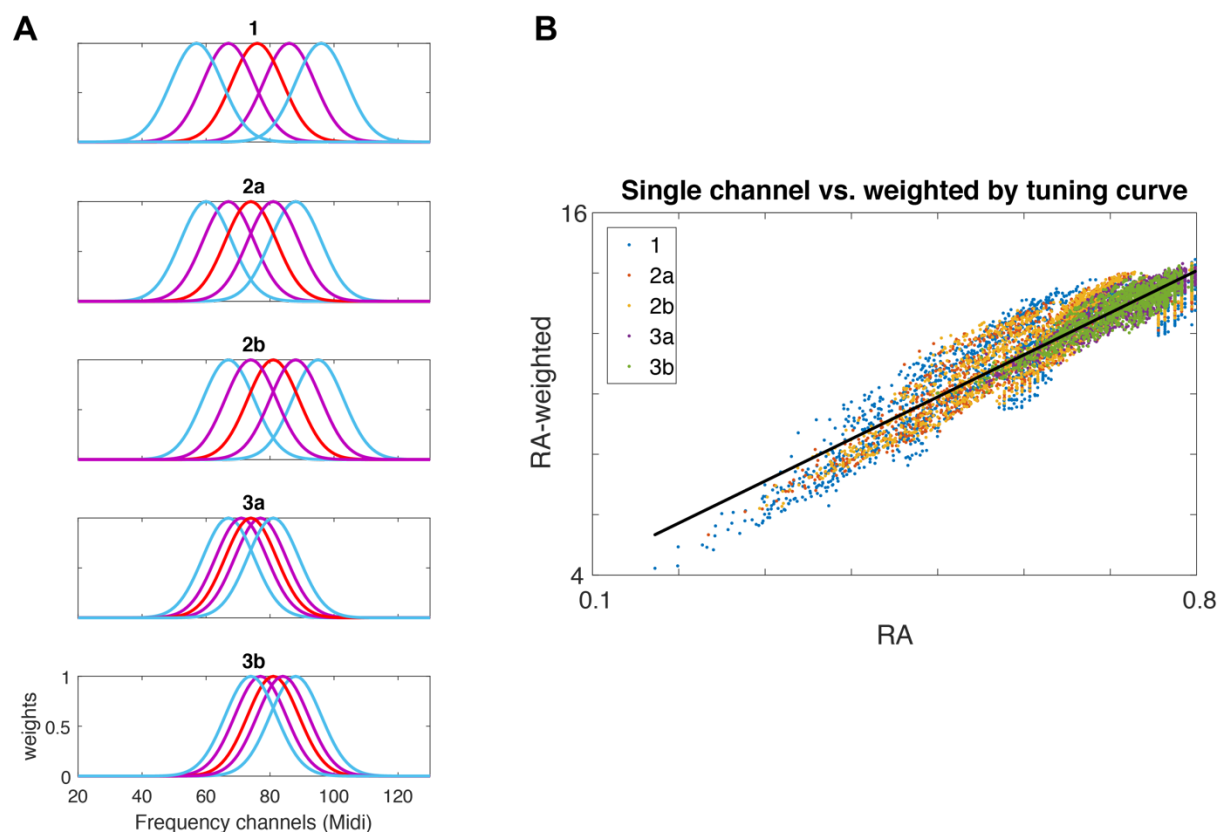 A
1
2a
2b
3a
3b
weights
1
0.5
0
20
40
60
80
100
120
Frequency channels (Midi)
B
Single channel vs. weighted by tuning curve
16
1
2a
2b
3a
3b
RA-weighted
4
0.1
0.8
RA